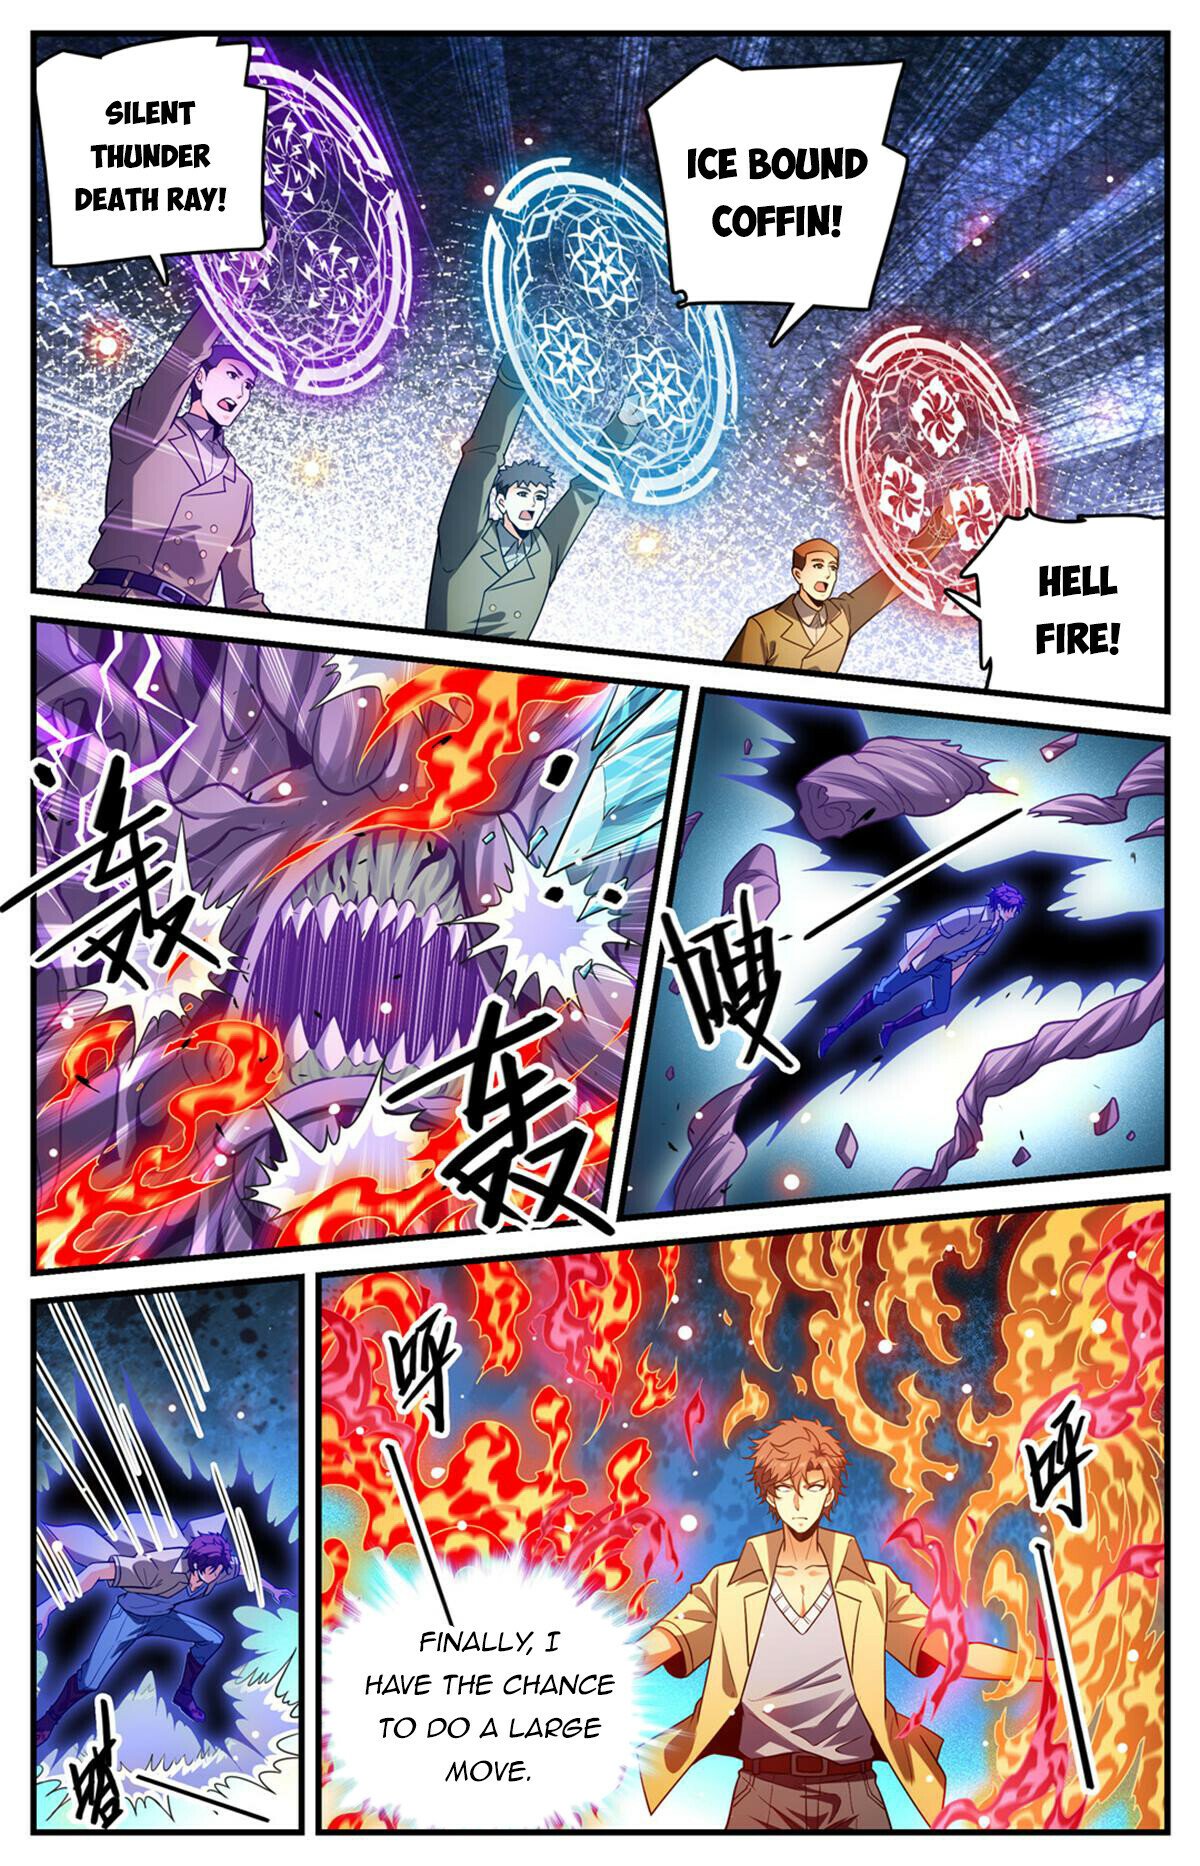 SILENT
THUNDER
DEATH RAY!
ICE BOUND
COFFIN!
HELL
FIRE!
轰
轰
嗖
嗒
呼
呼
FINALLY, I
HAVE THE CHANCE
TO DO A LARGE
MOVE.